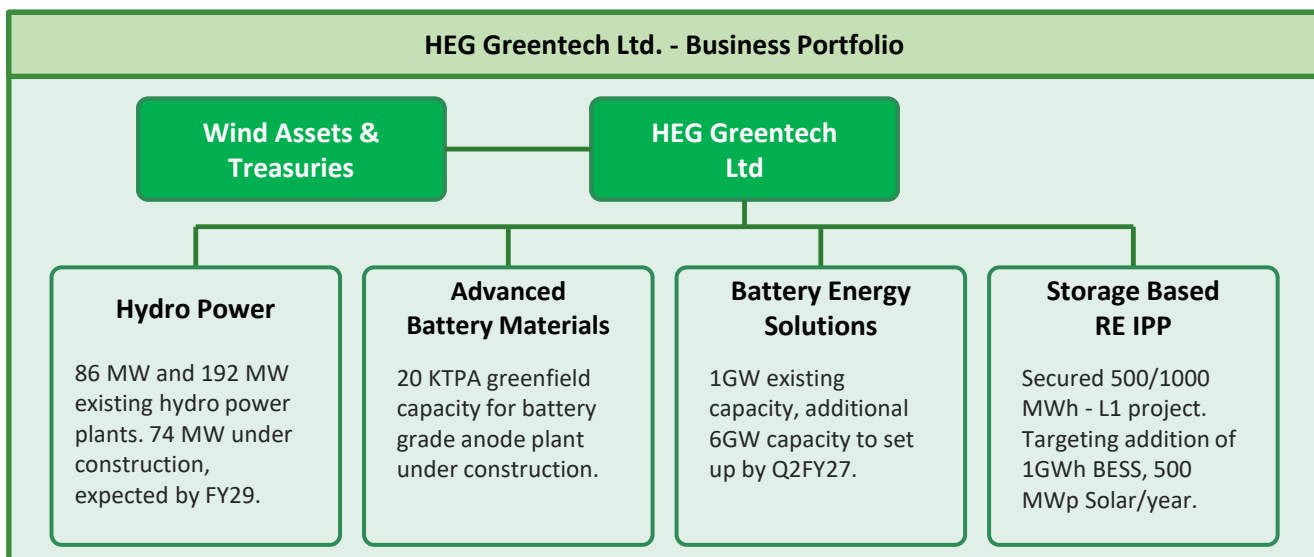 HEG Greentech Ltd. - Business Portfolio
Wind Assets &
Treasuries
HEG Greentech
Ltd
Hydro Power
86 MW and 192 MW
existing hydro power
plants. 74 MW under
construction,
expected by FY29.
Advanced
Battery Materials
20 KTPA greenfield
capacity for battery
grade anode plant
under construction.
Battery Energy
Solutions
1GW existing
capacity, additional
6GW capacity to set
up by Q2FY27.
Storage Based
RE IPP
Secured 500/1000
MWh - L1 project.
Targeting addition of
1GWh BESS, 500
MWp Solar/year.